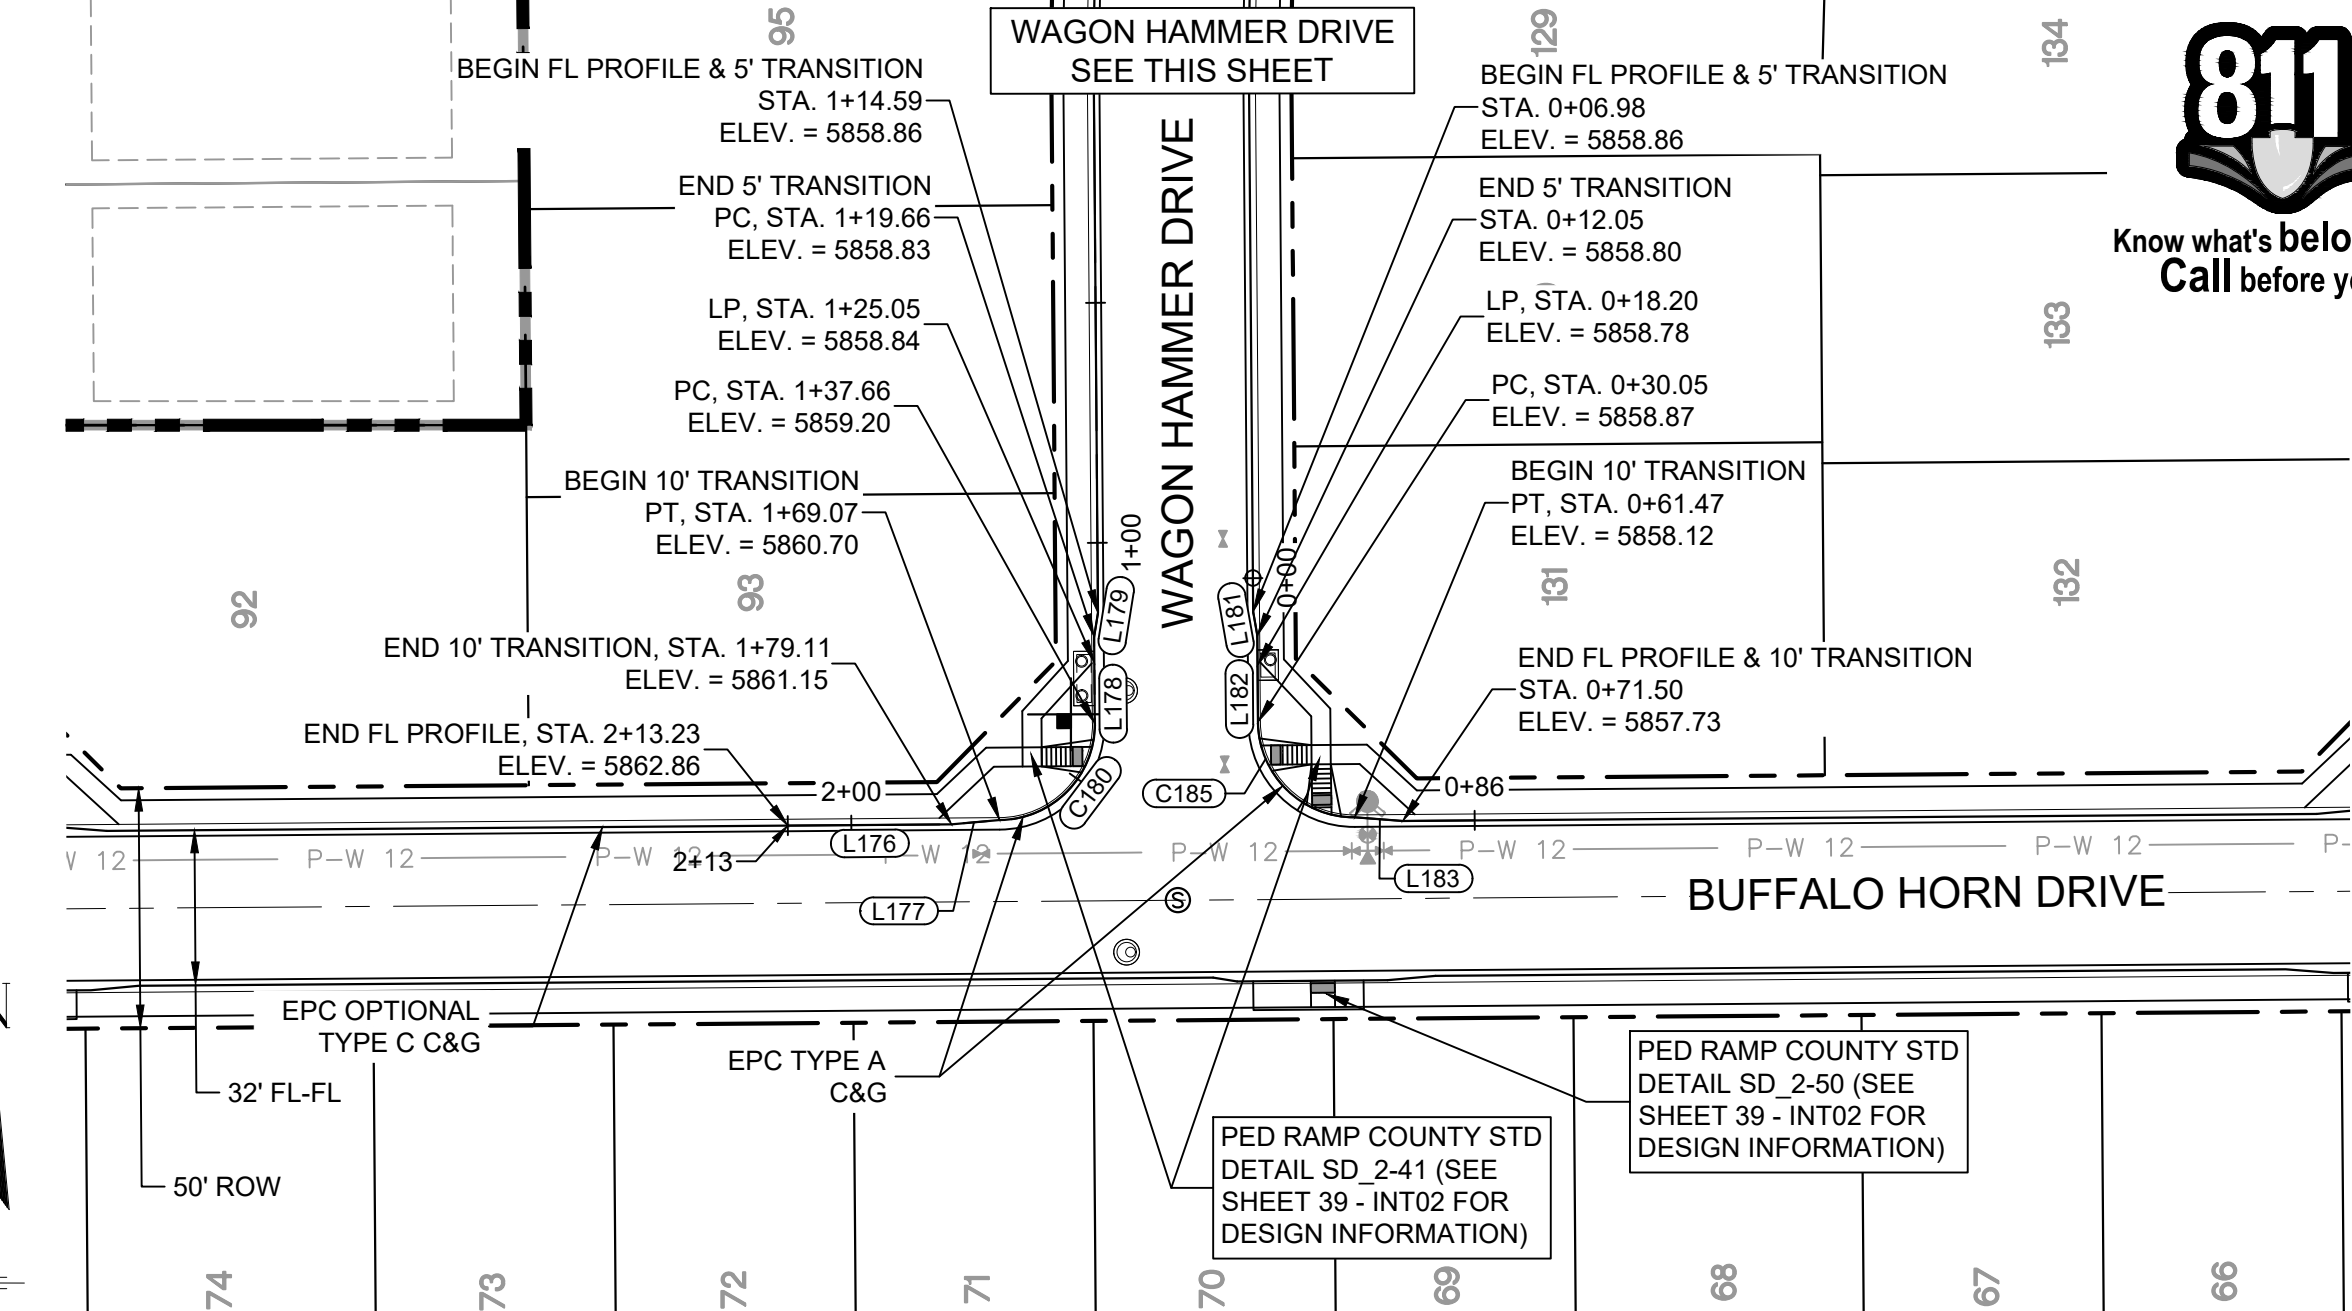 WAGON HAMMER DRIVE
SEE THIS SHEET
95
129
134
BEGIN FL PROFILE & 5' TRANSITION
STA. 1+14.59
ELEV. = 5858.86
END 5' TRANSITION
PC, STA. 1+19.66
ELEV. = 5858.83
LP, STA. 1+25.05
ELEV. = 5858.84
PC, STA. 1+37.66
ELEV. = 5859.20
BEGIN 10' TRANSITION
PT, STA. 1+69.07
ELEV. = 5860.70
END 10' TRANSITION, STA. 1+79.11
ELEV. = 5861.15
END FL PROFILE, STA. 2+13.23
ELEV. = 5862.86
WAGON HAMMER DRIVE
BEGIN FL PROFILE & 5' TRANSITION
STA. 0+06.98
ELEV. = 5858.86
END 5' TRANSITION
STA. 0+12.05
ELEV. = 5858.80
LP, STA. 0+18.20
ELEV. = 5858.78
PC, STA. 0+30.05
ELEV. = 5858.87
BEGIN 10' TRANSITION
PT, STA. 0+61.47
ELEV. = 5858.12
END FL PROFILE & 10' TRANSITION
STA. 0+71.50
ELEV. = 5857.73
811
Know what's
Call before
133
92
93
131
132
1+00
0+00
L179
L181
L178
L182
C180
C185
2+00
0+86
L176
2+13
L177
L183
W 12
P-W 12
P-W 12
W 12
P-W 12
P-W 12
P-W 12
P-W 12
P-
S
BUFFALO HORN DRIVE
EPC OPTIONAL
TYPE C C&G
32' FL-FL
50' ROW
EPC TYPE A
C&G
PED RAMP COUNTY STD
DETAIL SD_2-41 (SEE
SHEET 39 - INT02 FOR
DESIGN INFORMATION)
PED RAMP COUNTY STD
DETAIL SD_2-50 (SEE
SHEET 39 - INT02 FOR
DESIGN INFORMATION)
74
73
72
71
70
69
68
67
66